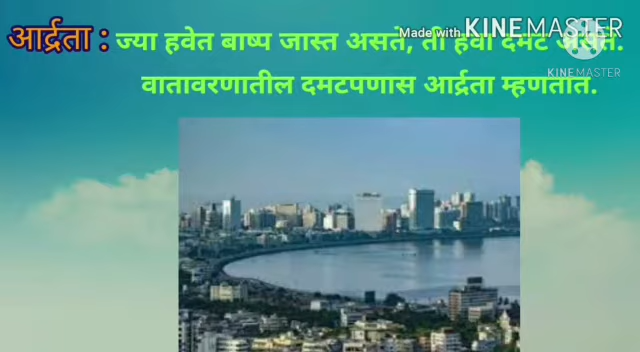 आर्द्रता : ज्या हवेत बाष्प जास्त असते, ती हवा दमट असते.
वातावरणातील दमटपणास आर्द्रता म्हणतात.
Made with KINEMASTER
KINEMASTER